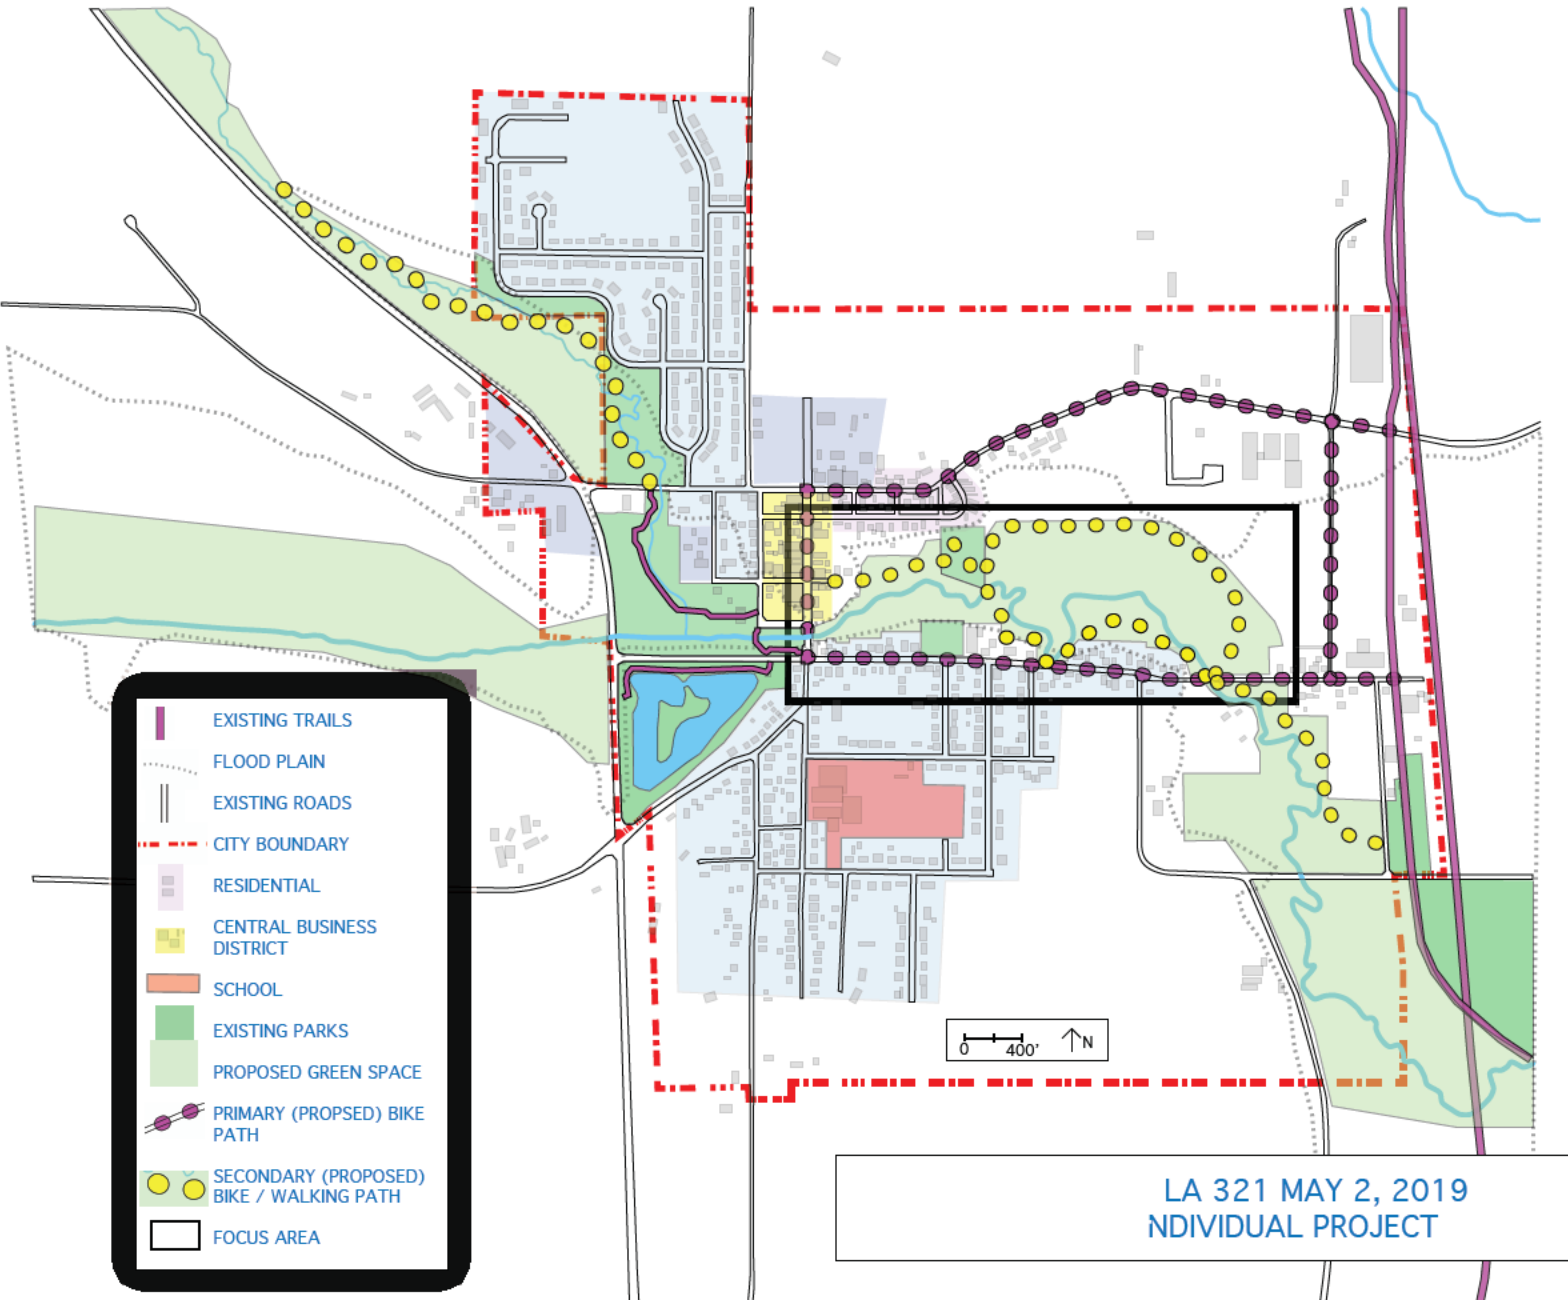 EXISTING TRAILS
FLOOD PLAIN
EXISTING ROADS
CITY BOUNDARY
RESIDENTIAL
CENTRAL BUSINESS
DISTRICT
SCHOOL
EXISTING PARKS
PROPOSED GREEN SPACE
PRIMARY (PROPSED) BIKE
PATH
SECONDARY (PROPOSED)
BIKE / WALKING PATH
FOCUS AREA
0 400' N
LA 321 MAY 2, 2019
NDIVIDUAL PROJECT